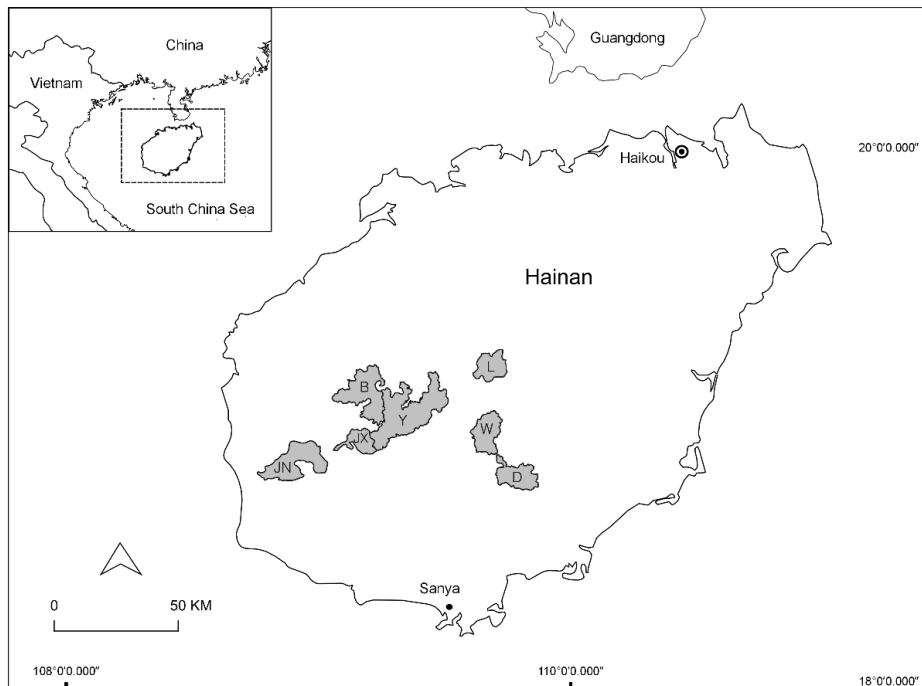 China
Vietnam
South China Sea
Guangdong
Haikou
20°0'0.000"
Hainan
L
B
Y
W
JX
JN
D
Sanya
0
50 KM
108°0'0.000"
110°0'0.000"
18°0'0.000"